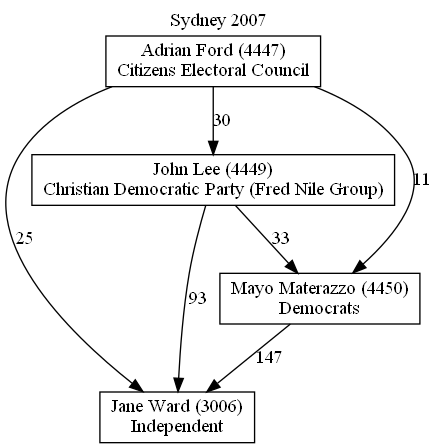 Sydney 2007
Adrian Ford (4447)
Citizens Electoral Council
30
11
John Lee (4449)
Christian Democratic Party (Fred Nile Group)
25
33
93
Mayo Materazzo (4450)
Democrats
147
Jane Ward (3006)
Independent